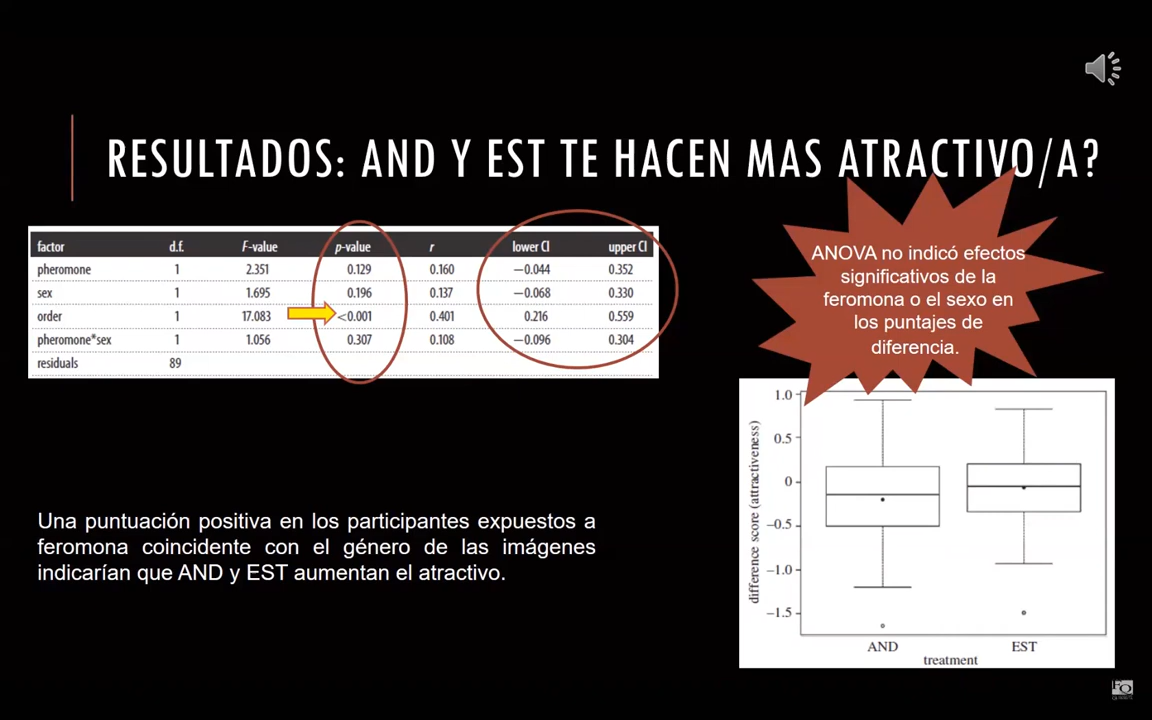 RESULTADOS: AND Y EST TE HACEN MAS ATRACTIVO/A?
factor d.f. F-value p-value r lower CI upper CI
pheromone 1 2.351 0.129 0.160 −0.044 0.352
sex 1 1.695 0.196 0.137 −0.068 0.330
order 1 17.083 <0.001 0.401 0.216 0.559
pheromone*sex 1 1.056 0.307 0.108 −0.096 0.304
residuals 89
ANOVA no indicó efectos
significativos de la
feromona o el sexo en
los puntajes de
diferencia.
Una puntuación positiva en los participantes expuestos a
feromona coincidente con el género de las imágenes
indicarían que AND y EST aumentan el atractivo.
difference score (attractiveness)
1.0
0.5
0
−0.5
−1.0
−1.5
AND EST
treatment